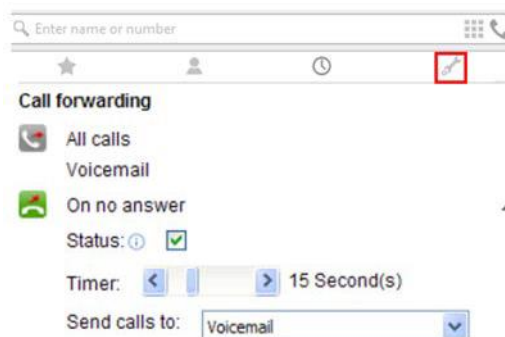 Enter name or number
Call forwarding
All calls
Voicemail
On no answer
Status:
Timer: 15 Second(s)
Send calls to: Voicemail